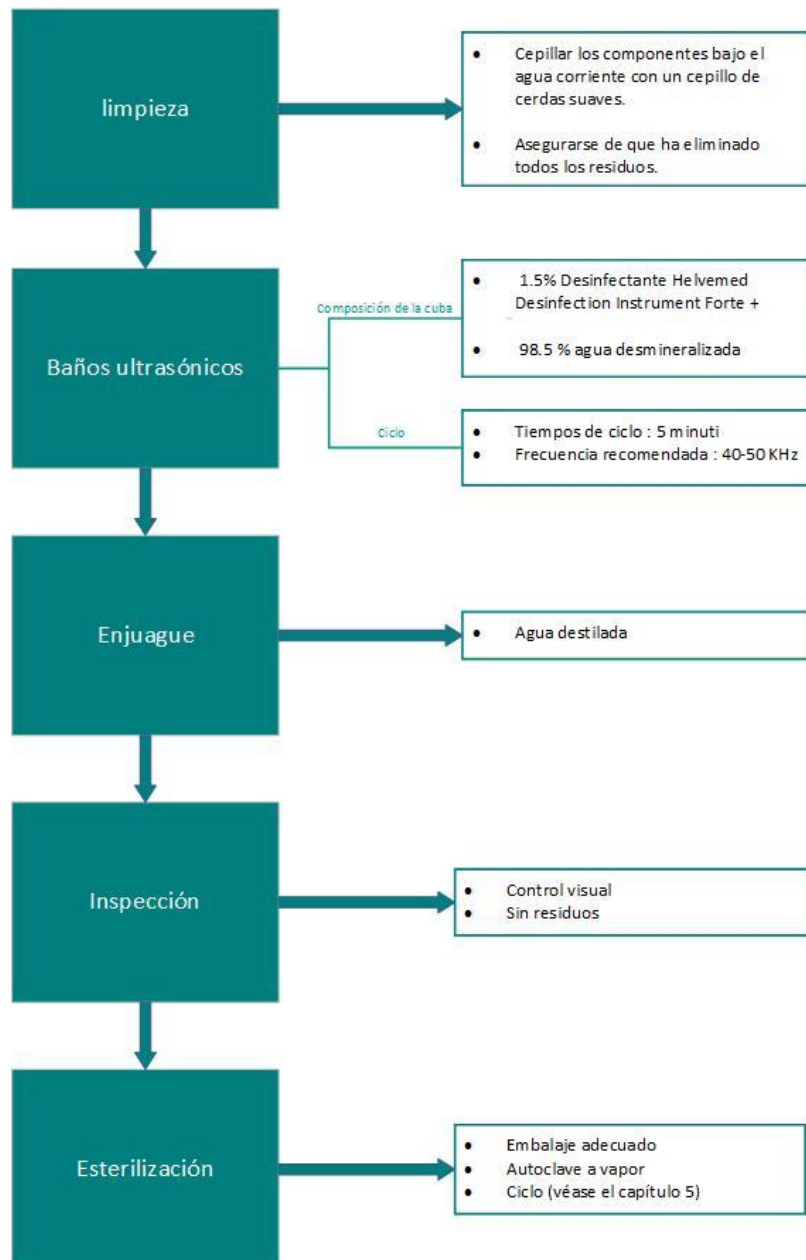 limpieza
• Cepillar los componentes bajo el
agua corriente con un cepillo de
cerdas suaves.
• Asegurarse de que ha eliminado
todos los residuos.
Baños ultrasónicos
Composición de la cuba
• 1.5% Desinfectante Helvemed
Desinfection Instrument Forte +
• 98.5 % agua desmineralizada
Ciclo
• Tiempos de ciclo : 5 minuti
• Frecuencia recomendada : 40-50 KHz
Enjuague
• Agua destilada
Inspección
• Control visual
• Sin residuos
Esterilización
• Embalaje adecuado
• Autoclave a vapor
• Ciclo (véase el capítulo 5)